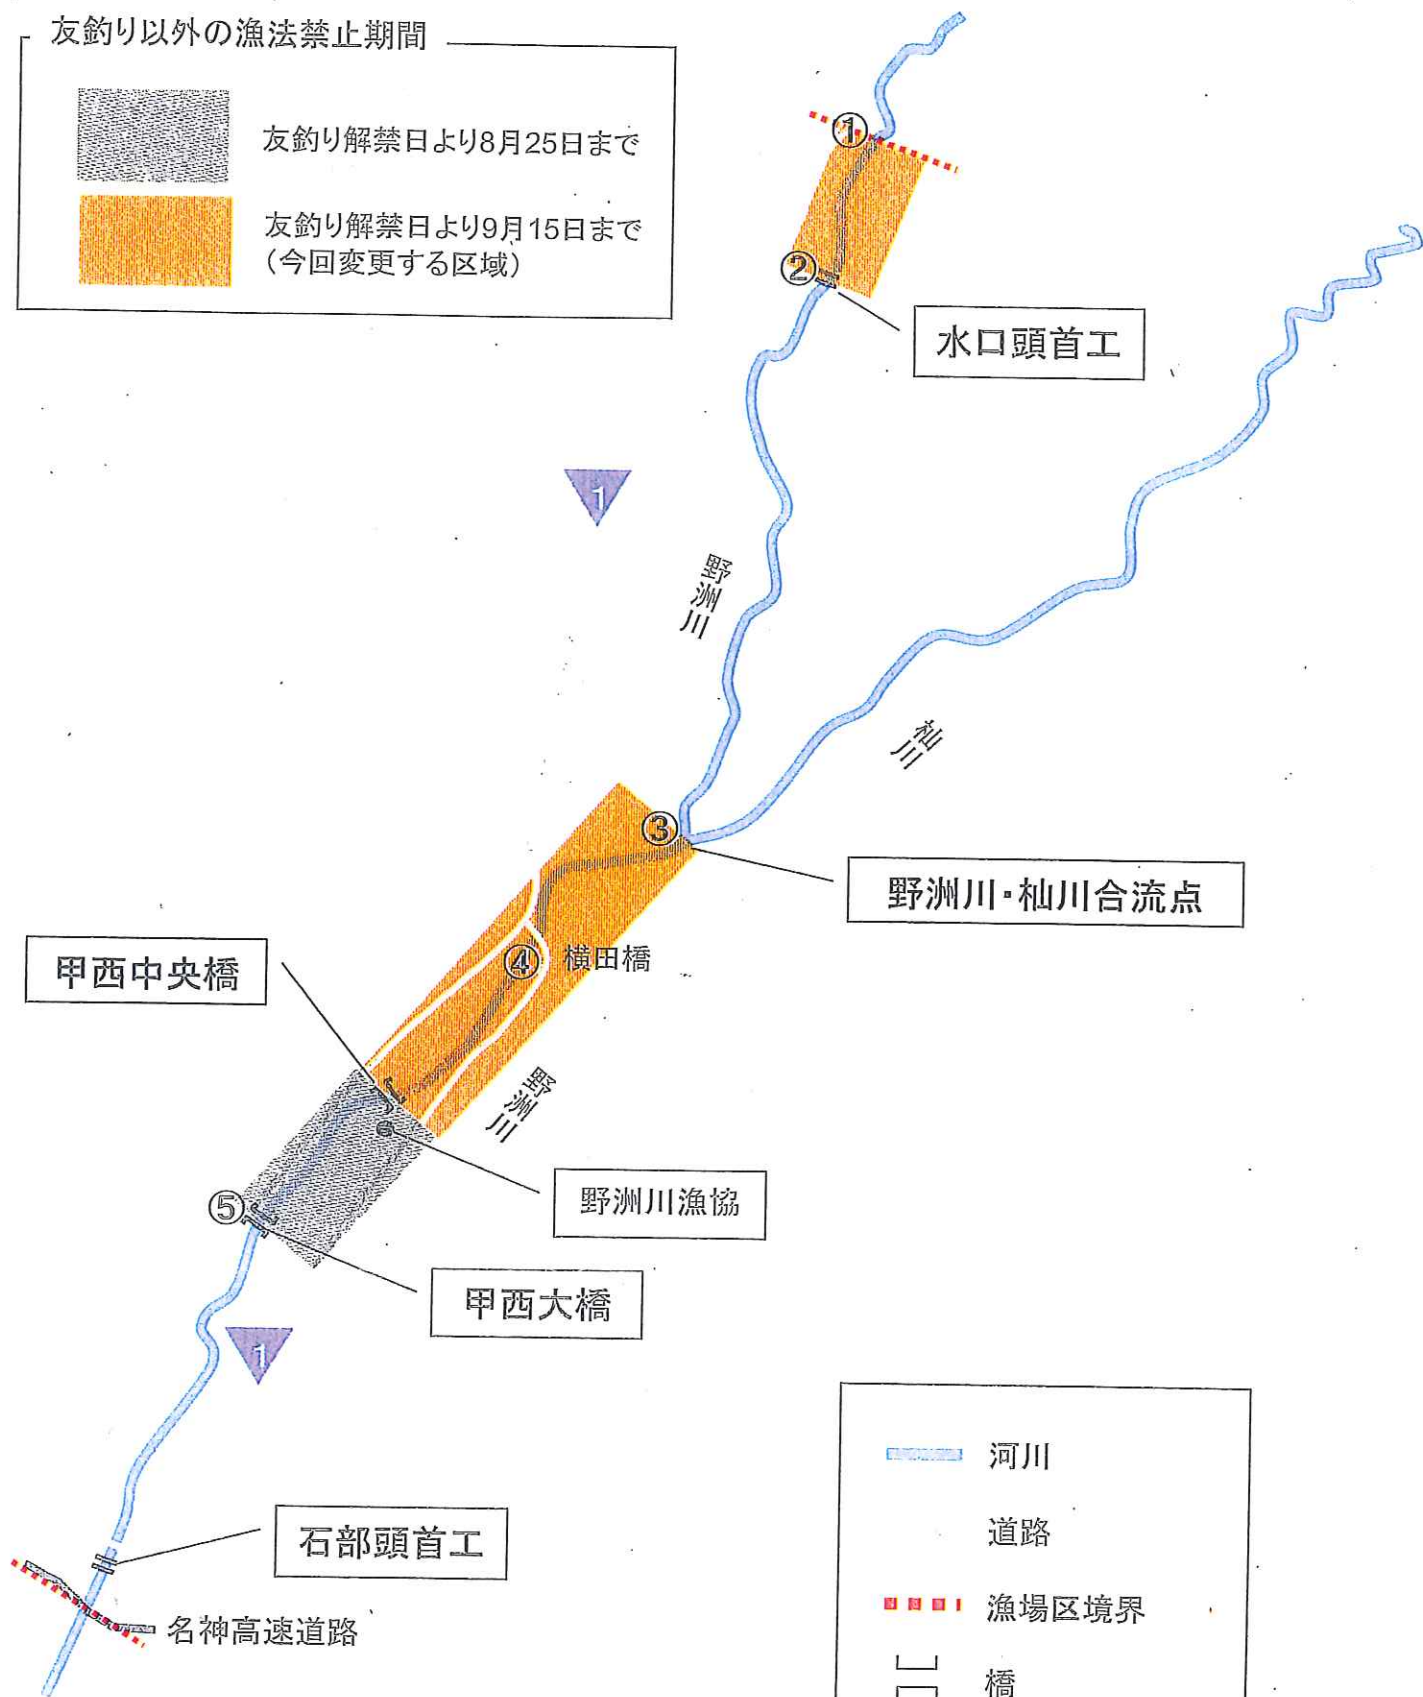 友釣り以外の漁法禁止期間
友釣り解禁日より8月25日まで
友釣り解禁日より9月15日まで
(今回変更する区域)
①
②
水口頭首工
1
野洲川
杣川
③
野洲川・杣川合流点
④
横田橋
甲西中央橋
野洲川
野洲川漁協
⑤
甲西大橋
1
石部頭首工
名神高速道路
河川
道路
漁場区境界
橋